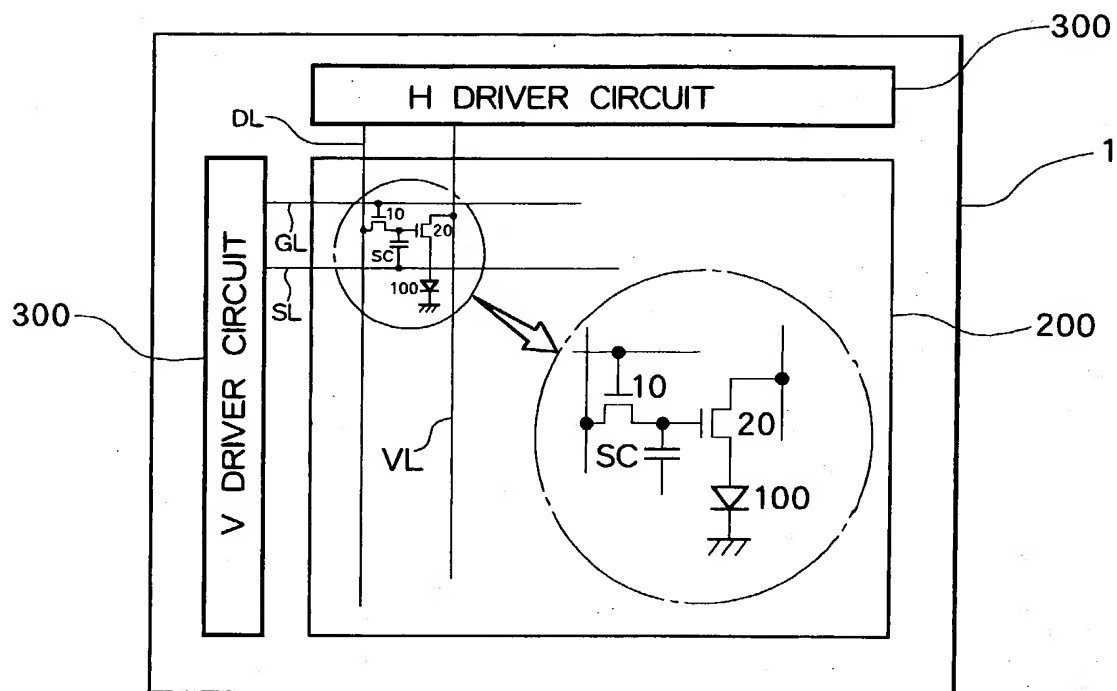 300
H DRIVER CIRCUIT
DL
1
10
20
GL
SC
SL
100
300
V DRIVER CIRCUIT
200
10
20
VL
SC
100